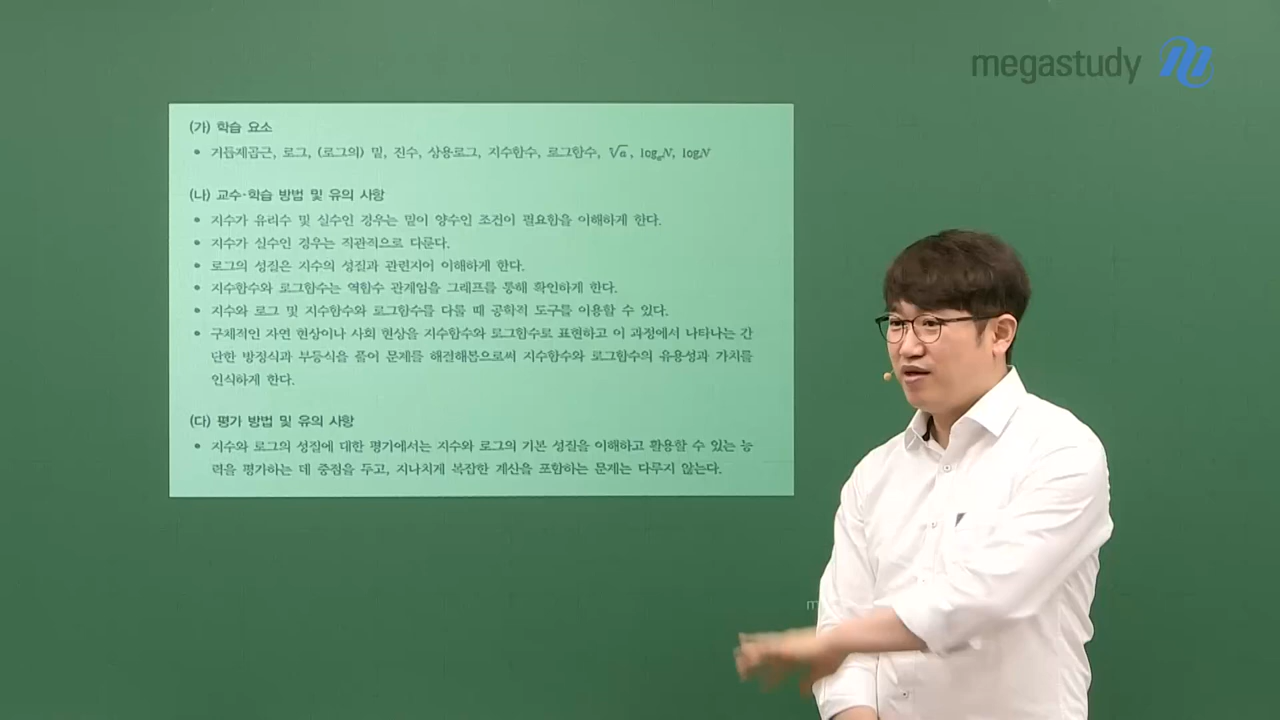 megastudy
(가) 학습 요소
• 거듭제곱근, 로그, (로그의) 밑, 진수, 상용로그, 지수함수, 로그함수, ⁿ√a, logₐN, logN
(나) 교수·학습 방법 및 유의 사항
• 지수가 유리수 및 실수인 경우는 밑이 양수인 조건이 필요함을 이해하게 한다.
• 지수가 실수인 경우는 직관적으로 다룬다.
• 로그의 성질은 지수의 성질과 관련지어 이해하게 한다.
• 지수함수와 로그함수는 역함수 관계임을 그래프를 통해 확인하게 한다.
• 지수와 로그 및 지수함수와 로그함수를 다룰 때 공학적 도구를 이용할 수 있다.
• 구체적인 자연 현상이나 사회 현상을 지수함수와 로그함수로 표현하고 이 과정에서 나타나는 간
단한 방정식과 부등식을 풀어 문제를 해결해봄으로써 지수함수와 로그함수의 유용성과 가치를
인식하게 한다.
(다) 평가 방법 및 유의 사항
• 지수와 로그의 성질에 대한 평가에서는 지수와 로그의 기본 성질을 이해하고 활용할 수 있는 능
력을 평가하는 데 중점을 두고, 지나치게 복잡한 계산을 포함하는 문제는 다루지 않는다.